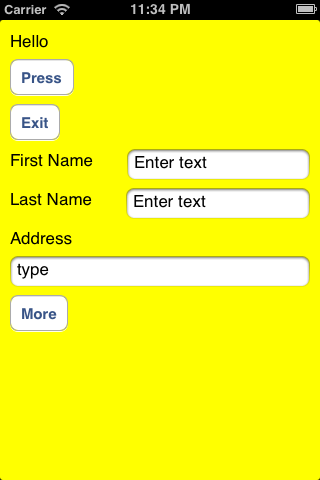 Carrier 11:34 PM
Hello
Press
Exit
First Name Enter text
Last Name Enter text
Address
type
More